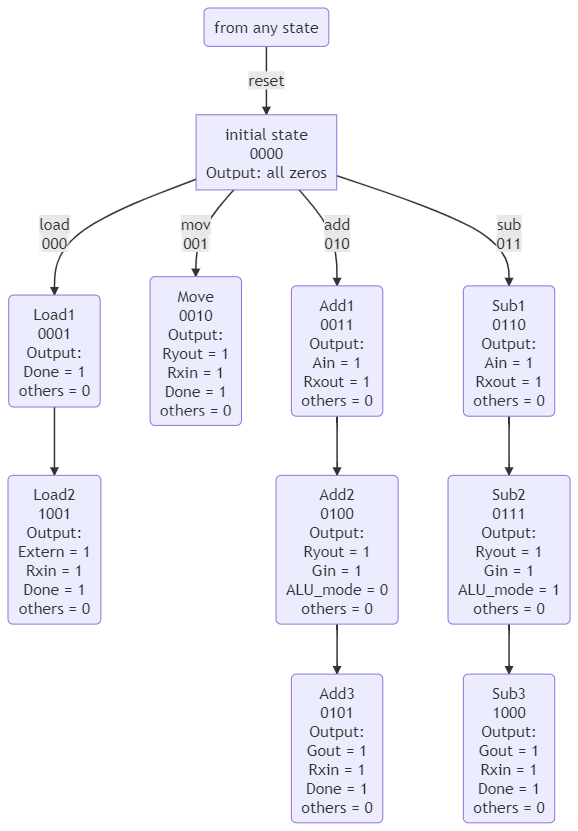 from any state
reset
initial state
0000
Output: all zeros
load
000
mov
001
add
010
sub
011
Load1
0001
Output:
Done = 1
others = 0
Move
0010
Output:
Ryout = 1
Rxin = 1
Done = 1
others = 0
Add1
0011
Output:
Ain = 1
Rxout = 1
others = 0
Sub1
0110
Output:
Ain = 1
Rxout = 1
others = 0
Load2
1001
Output:
Extern = 1
Rxin = 1
Done = 1
others = 0
Add2
0100
Output:
Ryout = 1
Gin = 1
ALU_mode = 0
others = 0
Sub2
0111
Output:
Ryout = 1
Gin = 1
ALU_mode = 1
others = 0
Add3
0101
Output:
Gout = 1
Rxin = 1
Done = 1
others = 0
Sub3
1000
Output:
Gout = 1
Rxin = 1
Done = 1
others = 0